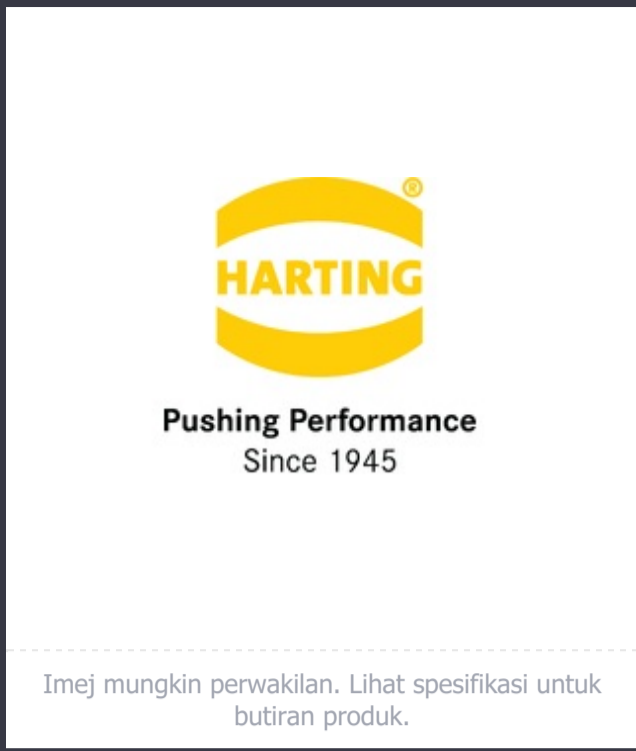 ®
HARTING
Pushing Performance
Since 1945
Imej mungkin perwakilan. Lihat spesifikasi untuk
butiran produk.